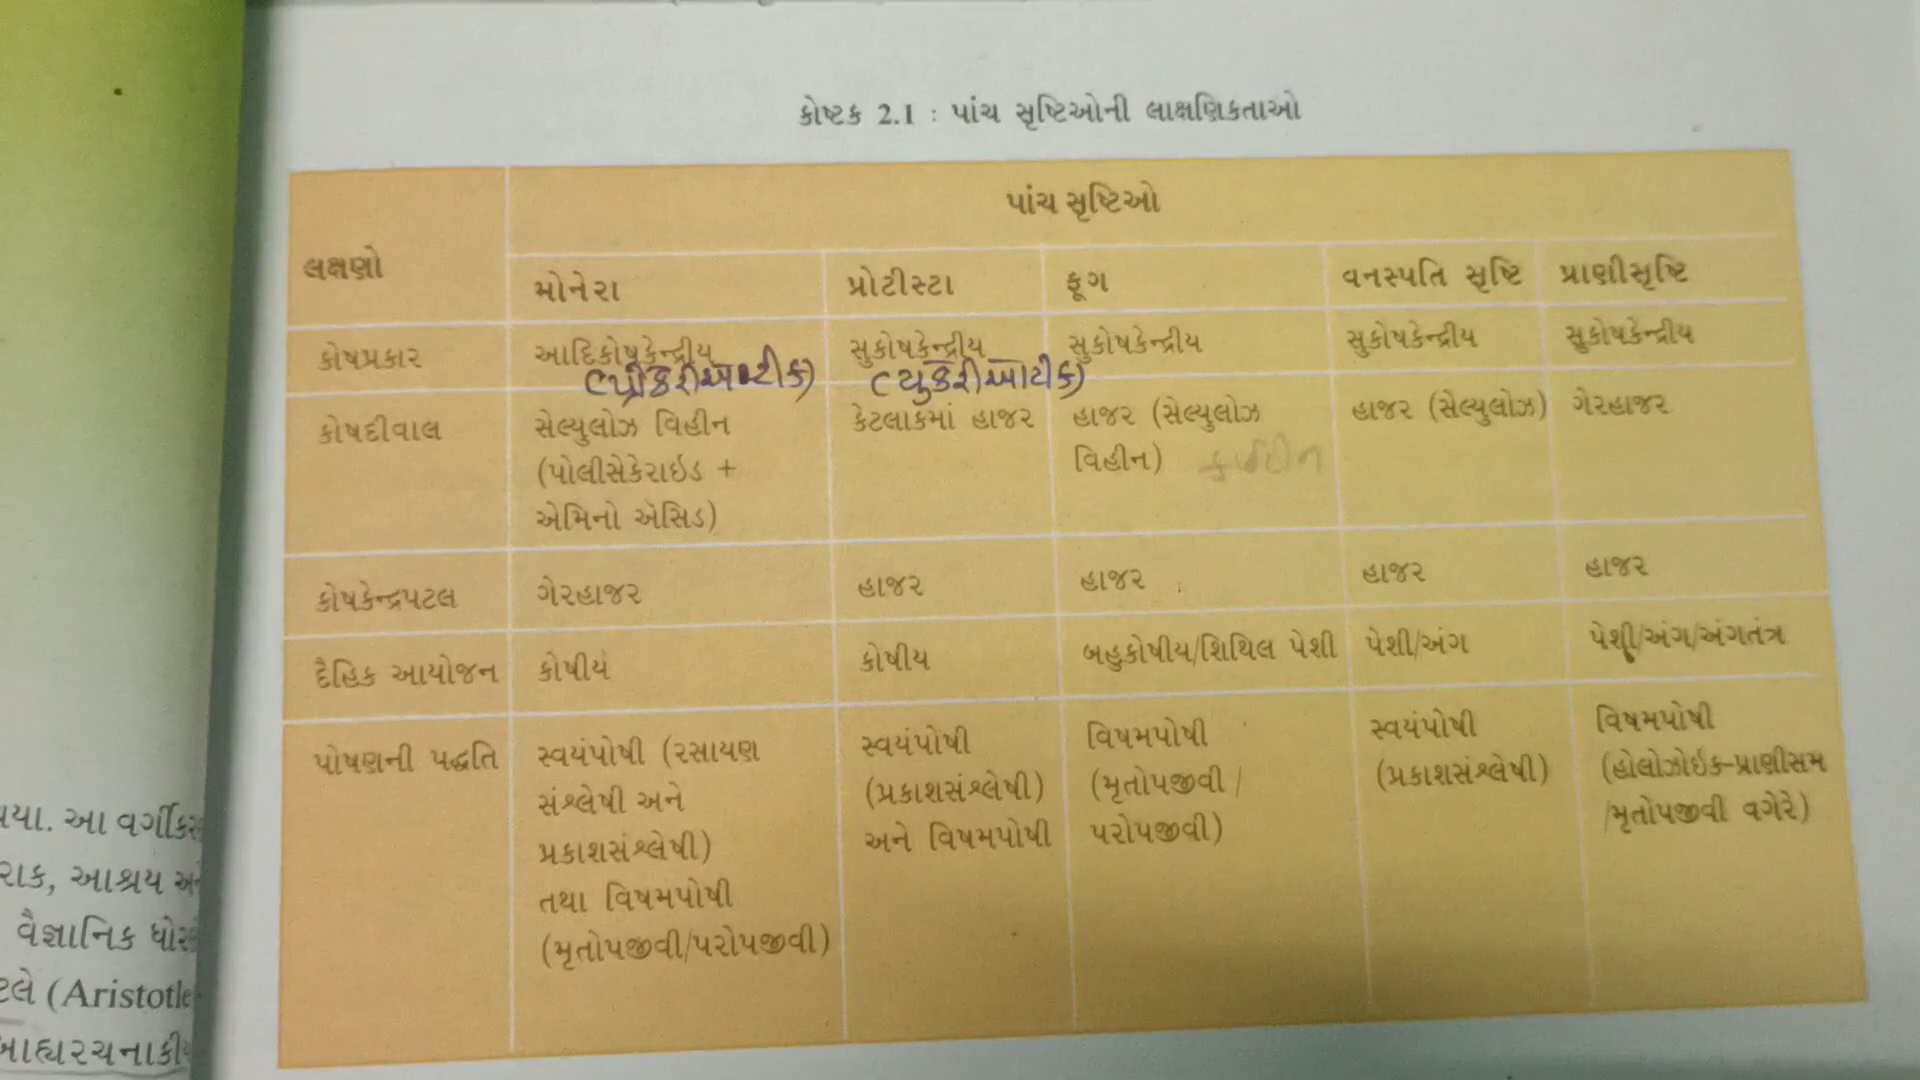 કોષ્ટક 2.1 : પાંચ સૃષ્ટિઓની લાક્ષણિકતાઓ
પાંચ સૃષ્ટિઓ
લક્ષણો
મોનેરા પ્રોટીસ્ટા ફૂગ વનસ્પતિ સૃષ્ટિ પ્રાણીસૃષ્ટિ
કોષપ્રકાર આદિકોષકેન્દ્રીય સુકોષકેન્દ્રીય સુકોષકેન્દ્રીય સુકોષકેન્દ્રીય સુકોષકેન્દ્રીય
(પ્રોકેરીઓટીક) (યુકેરીઓટીક)
કોષદીવાલ સેલ્યુલોઝ વિહીન કેટલાકમાં હાજર હાજર (સેલ્યુલોઝ હાજર (સેલ્યુલોઝ) ગેરહાજર
(પોલીસેકેરાઇડ + વિહીન)
એમિનો ઍસિડ)
કોષકેન્દ્રપટલ ગેરહાજર હાજર હાજર હાજર હાજર
દૈહિક આયોજન કોષીય કોષીય બહુકોષીય/શિથિલ પેશી પેશી/અંગ પેશી/અંગ/અંગતંત્ર
પોષણની પદ્ધતિ સ્વયંપોષી (રસાયણ સ્વયંપોષી વિષમપોષી સ્વયંપોષી વિષમપોષી
સંશ્લેષી અને (પ્રકાશસંશ્લેષી) (મૃતોપજીવી / (પ્રકાશસંશ્લેષી) (હોલોઝોઇક-પ્રાણીસમ
પ્રકાશસંશ્લેષી) અને વિષમપોષી પરોપજીવી) /મૃતોપજીવી વગેરે)
તથા વિષમપોષી
(મૃતોપજીવી/પરોપજીવી)
આ
આશ્રય
વૈજ્ઞાનિક
(Aristotle